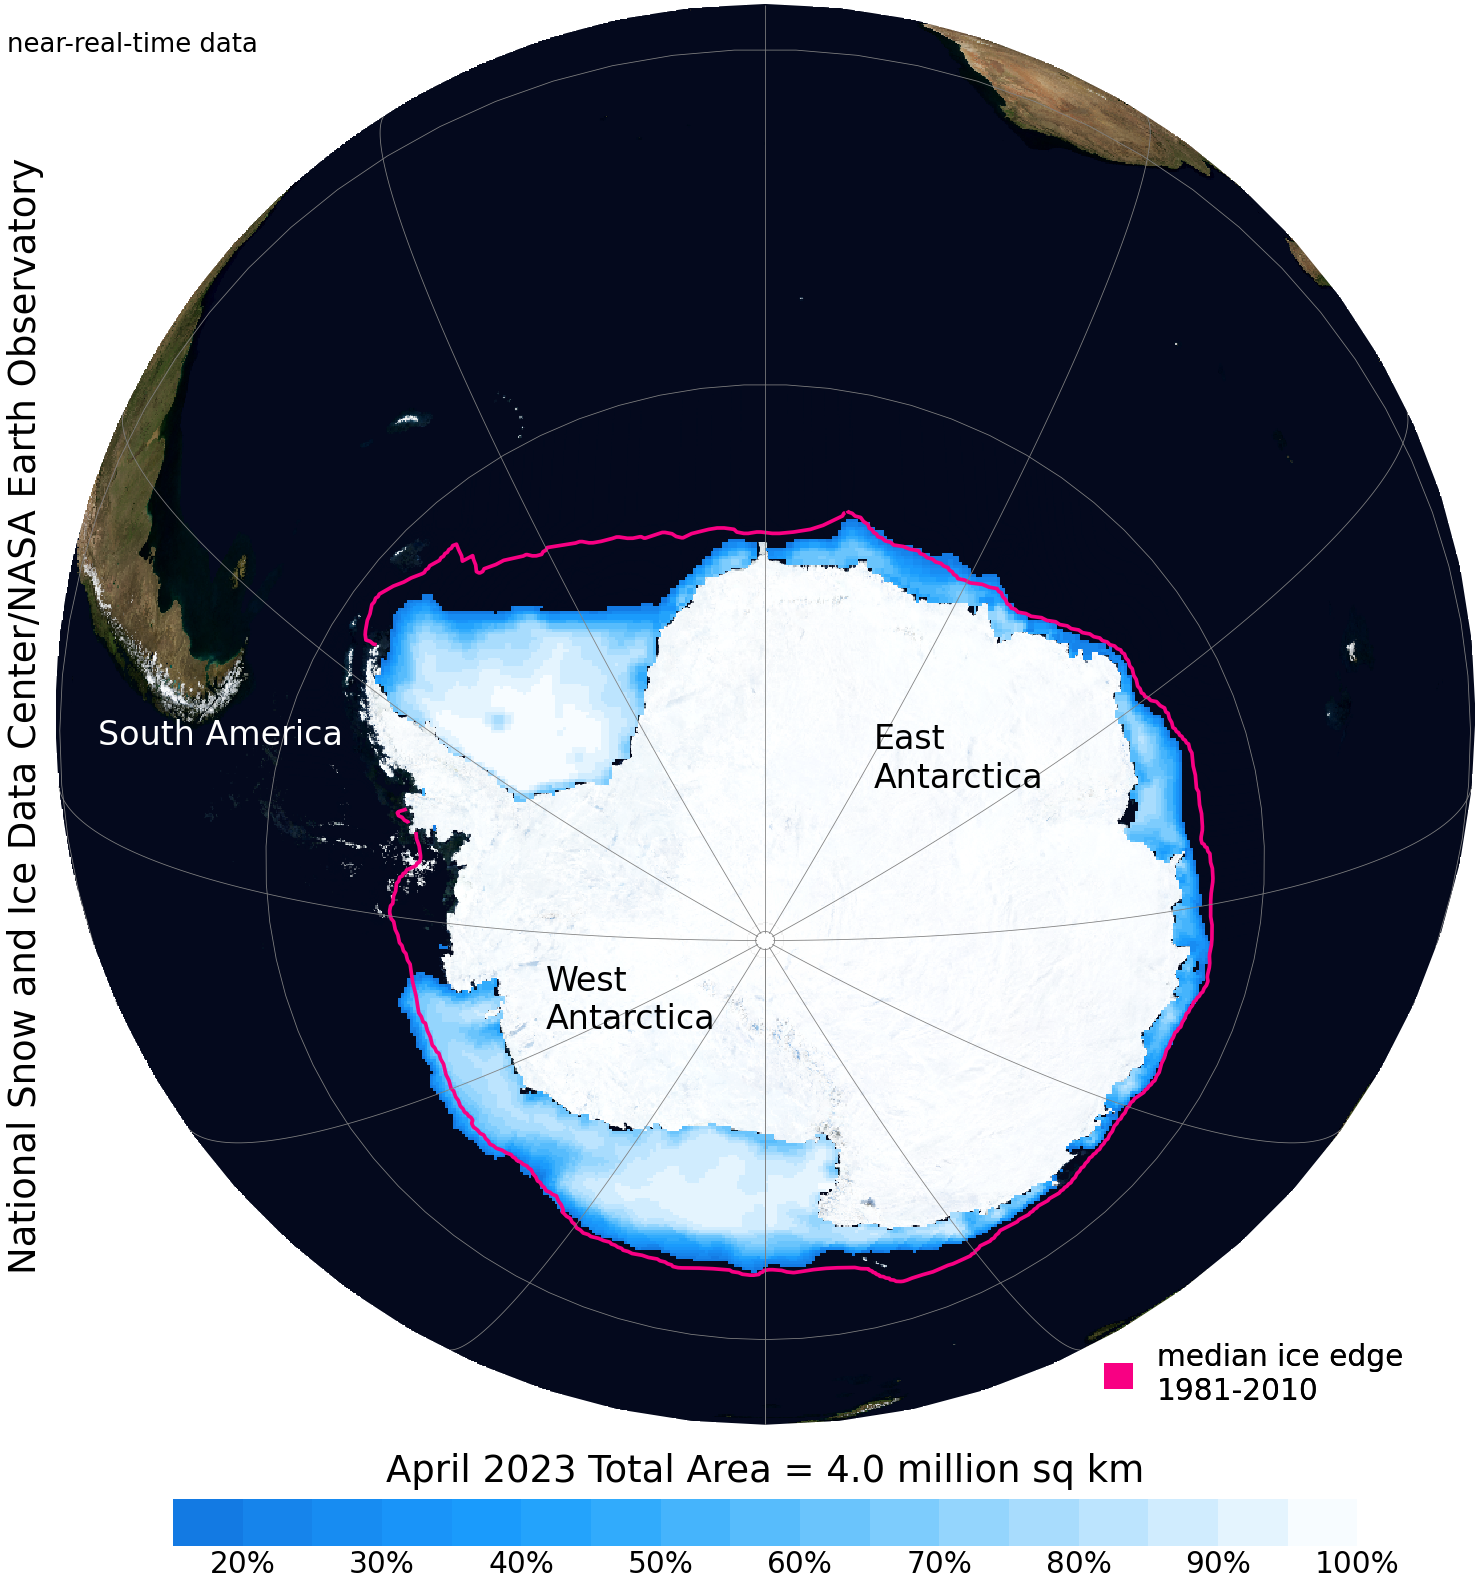 near-real-time data
National Snow and Ice Data Center/NASA Earth Observatory
South America
East
Antarctica
West
Antarctica
median ice edge
1981-2010
April 2023 Total Area = 4.0 million sq km
20% 30% 40% 50% 60% 70% 80% 90% 100%